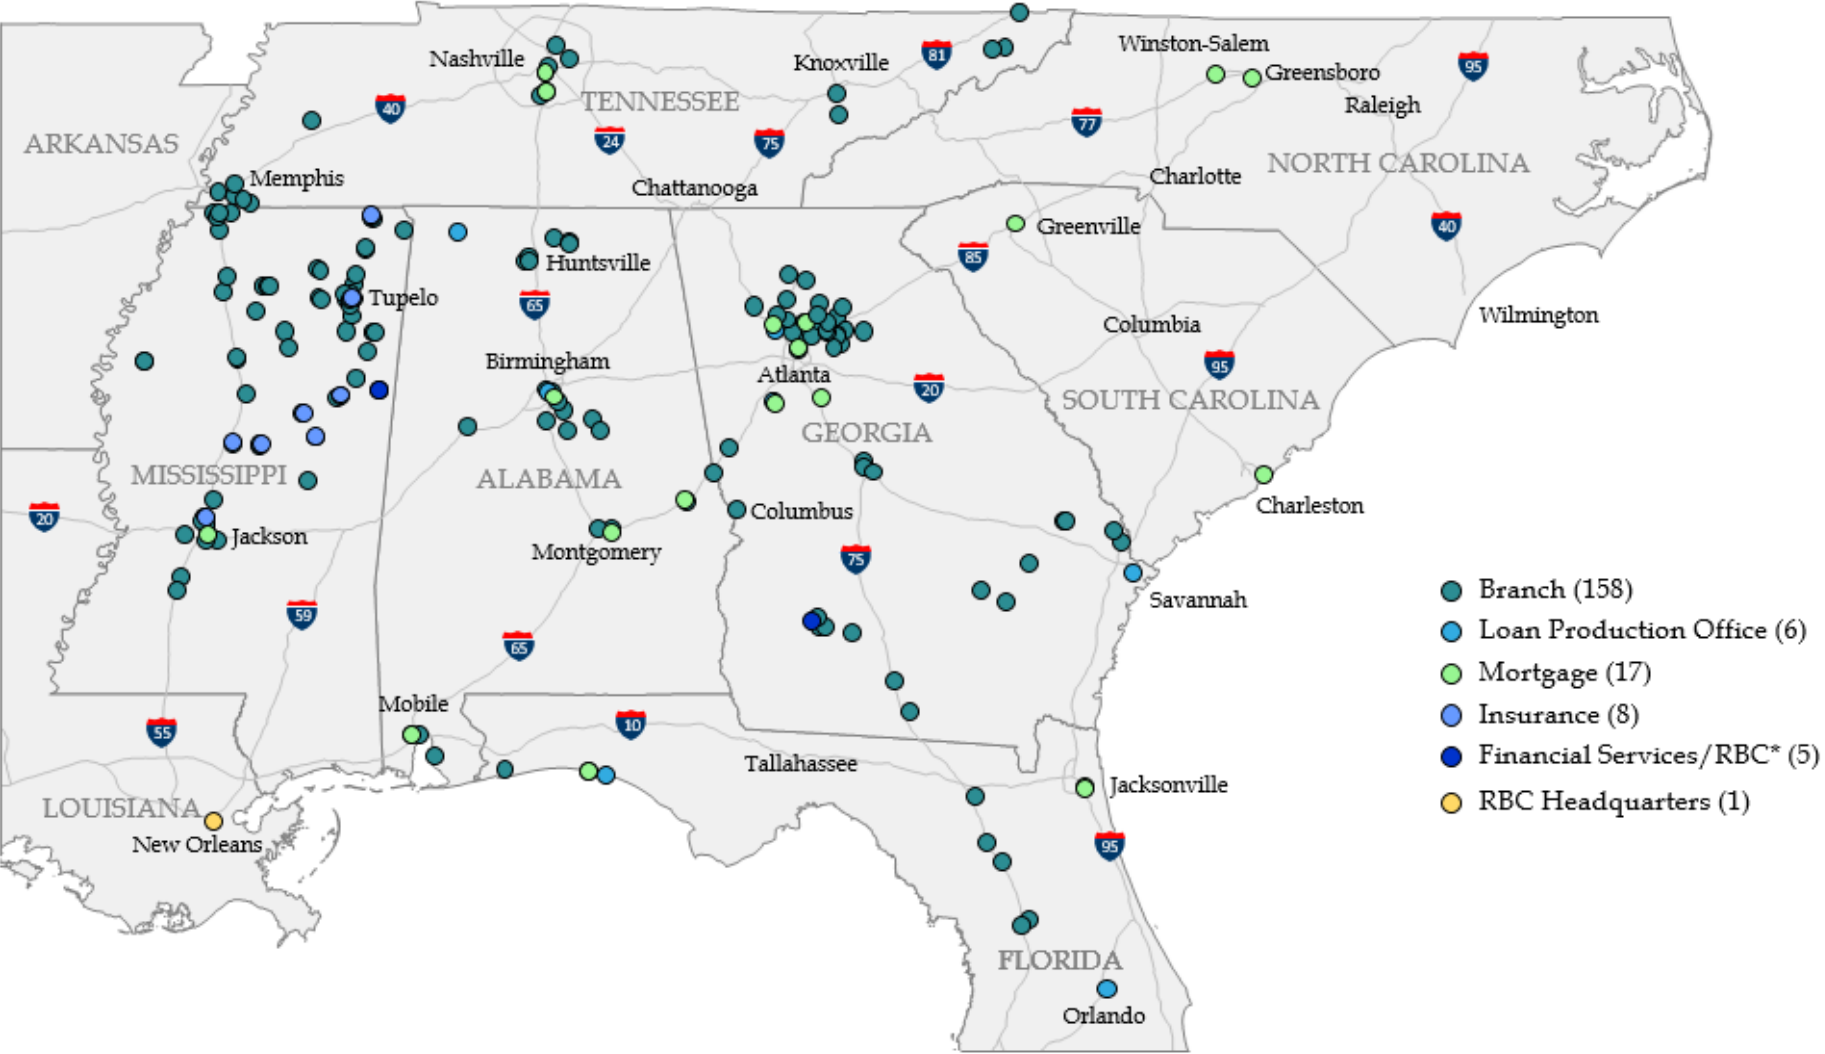 Winston-Salem
81
Nashville
Knoxville
Greensboro
95
TENNESSEE
40
Raleigh
77
24
75
ARKANSAS
NORTH CAROLINA
Memphis
Charlotte
Chattanooga
Greenville
40
85
Huntsville
Tupelo
65
Wilmington
Columbia
Birmingham
95
Atlanta
20
SOUTH CAROLINA
GEORGIA
MISSISSIPPI
ALABAMA
Charleston
Columbus
20
Jackson
Montgomery
75
Branch (158)
Savannah
59
Loan Production Office (6)
65
Mortgage (17)
Mobile
Insurance (8)
10
55
Financial Services/RBC* (5)
Tallahassee
Jacksonville
RBC Headquarters (1)
LOUISIANA
New Orleans
95
FLORIDA
Orlando